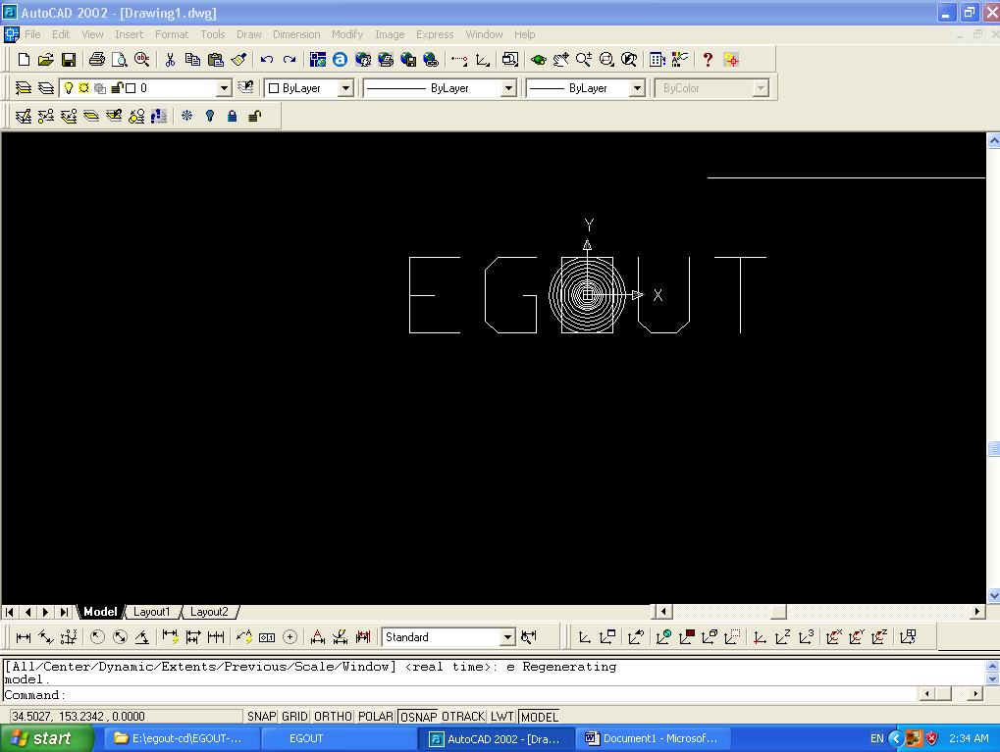 AutoCAD 2002 - [Drawing1.dwg]
File Edit View Insert Format Tools Draw Dimension Modify Image Express Window Help
0 ByLayer ByLayer ByLayer ByColor
Y
EGOUT
X
Model Layout1 Layout2
Standard
[All/Center/Dynamic/Extents/Previous/Scale/Window] <real time>: e Regenerating
model.
Command:
34.5027, 153.2342, 0.0000 SNAP GRID ORTHO POLAR OSNAP OTRACK LWT MODEL
start E:\egout-cd\EGOUT-... EGOUT AutoCAD 2002 - [Dra... Document1 - Microsof... EN 2:34 AM